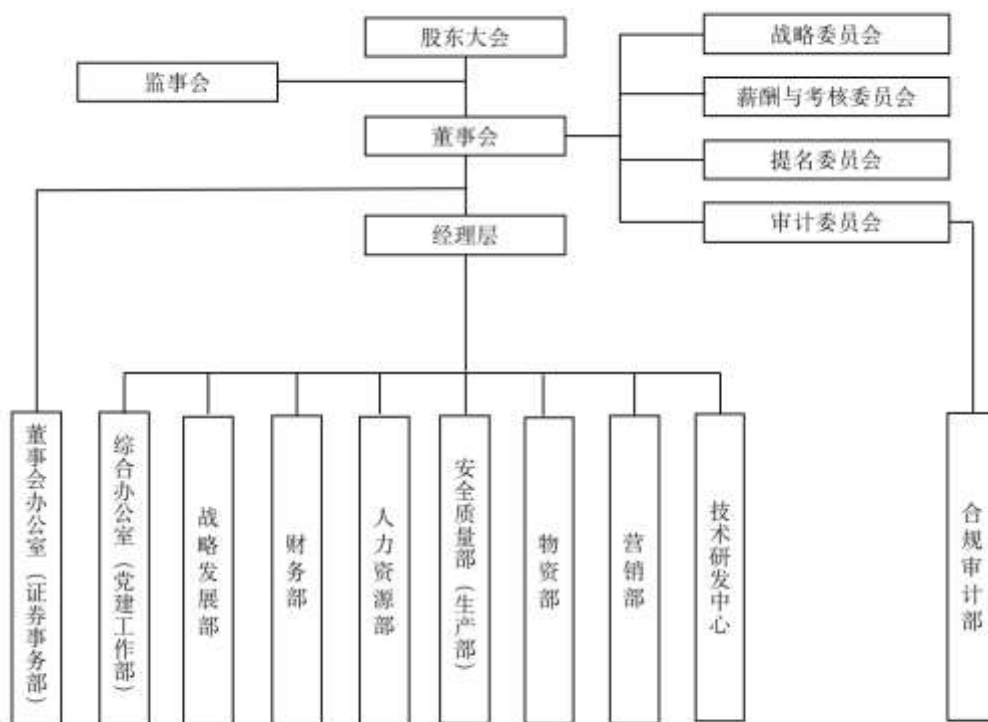 股东大会
战略委员会
监事会
薪酬与考核委员会
董事会
提名委员会
审计委员会
经理层
董事会办公室（证券事务部）
综合办公室（党建工作部）
战略发展部
财务部
人力资源部
安全质量部（生产部）
物资部
营销部
技术研发中心
合规审计部